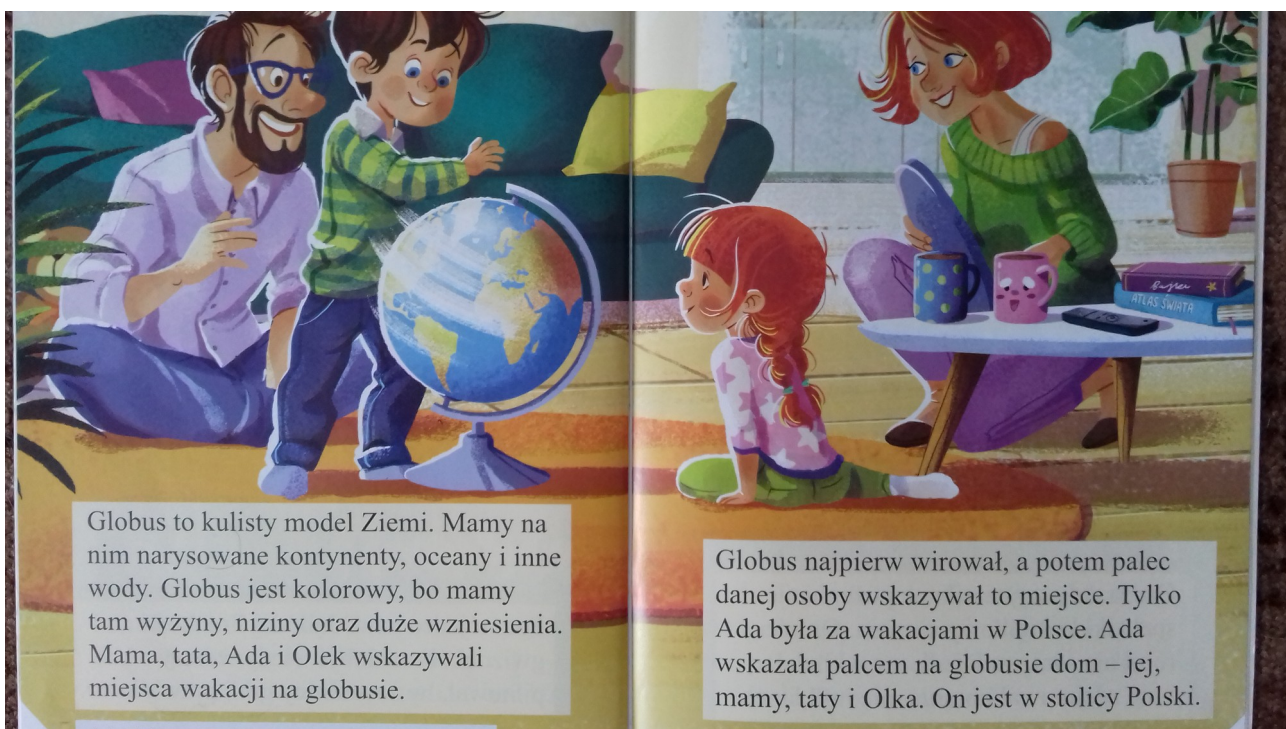 Globus to kulisty model Ziemi. Mamy na
nim narysowane kontynenty, oceany i inne
wody. Globus jest kolorowy, bo mamy
tam wyżyny, niziny oraz duże wzniesienia.
Mama, tata, Ada i Olek wskazywali
miejsca wakacji na globusie.
Bajki
ATLAS ŚWIATA
Globus najpierw wirował, a potem palec
danej osoby wskazywał to miejsce. Tylko
Ada była za wakacjami w Polsce. Ada
wskazała palcem na globusie dom – jej,
mamy, taty i Olka. On jest w stolicy Polski.